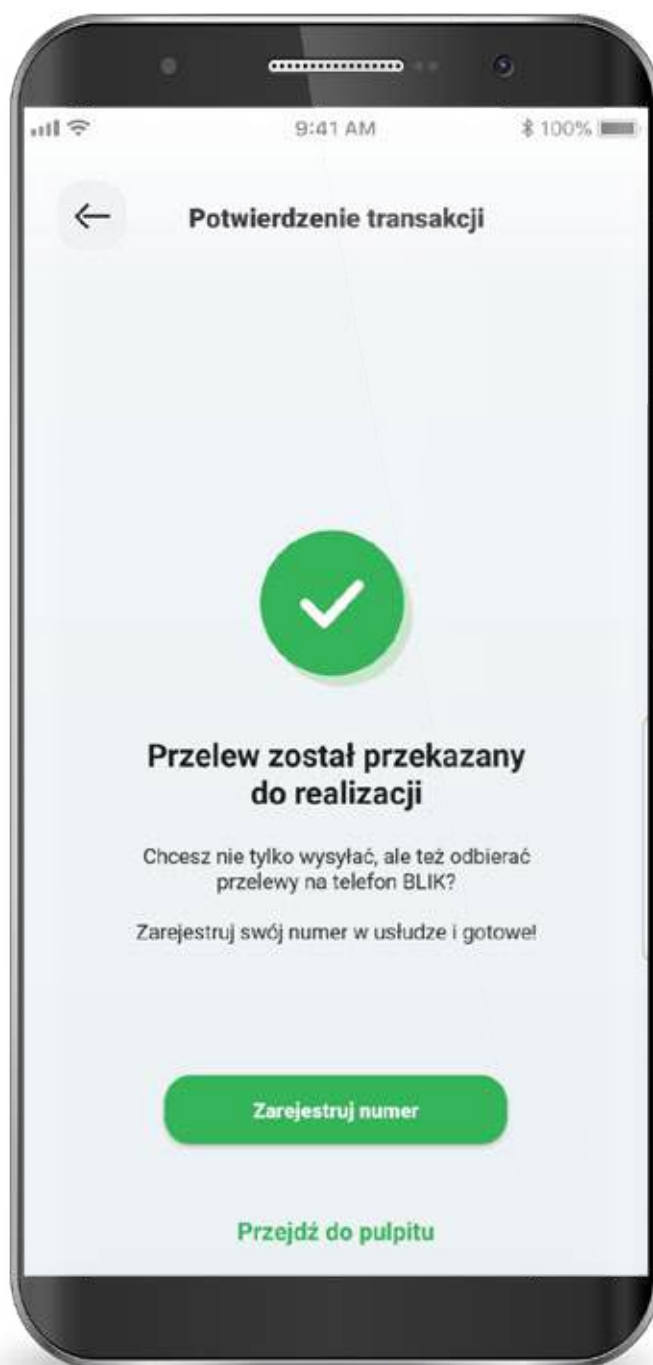 9:41 AM
100%
Potwierdzenie transakcji
Przelew został przekazany
do realizacji
Chcesz nie tylko wysyłać, ale też odbierać
przelewy na telefon BLIK?
Zarejestruj swój numer w usłudze i gotowe!
Zarejestruj numer
Przejdź do pulpitu